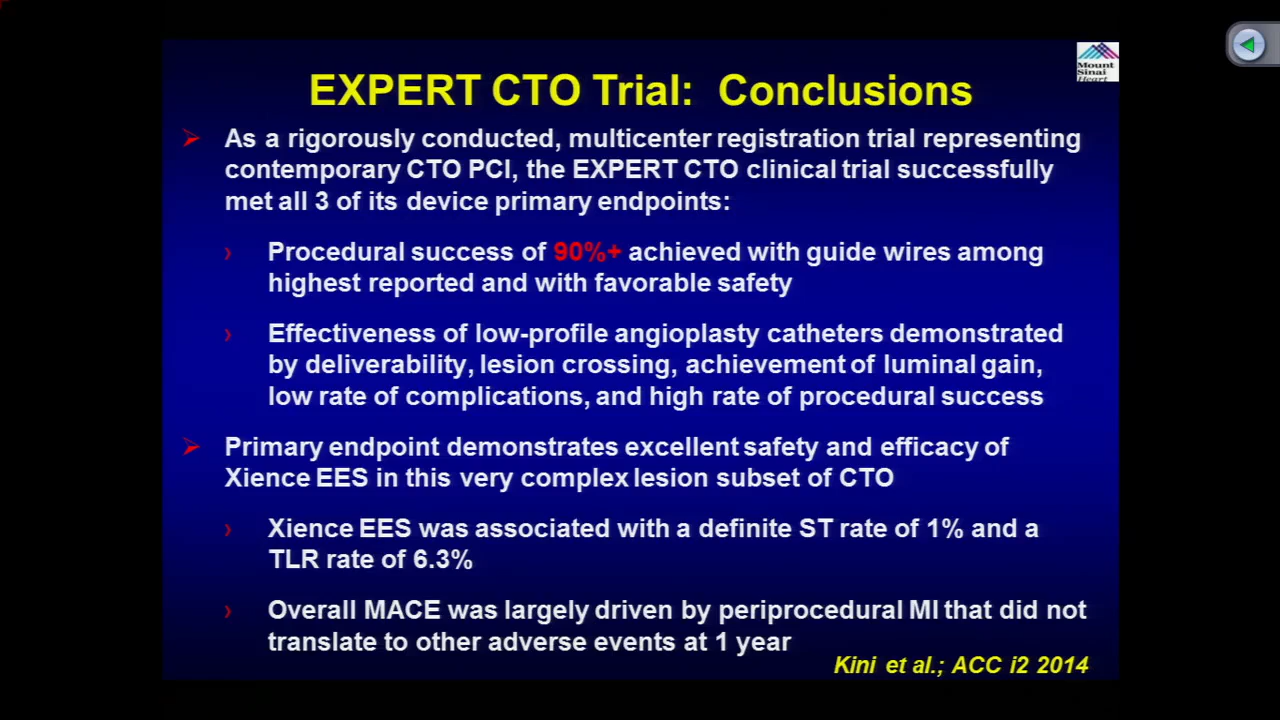 Mount
Sinai
Heart
EXPERT CTO Trial: Conclusions
As a rigorously conducted, multicenter registration trial representing
contemporary CTO PCI, the EXPERT CTO clinical trial successfully
met all 3 of its device primary endpoints:
Procedural success of 90%+ achieved with guide wires among
highest reported and with favorable safety
Effectiveness of low-profile angioplasty catheters demonstrated
by deliverability, lesion crossing, achievement of luminal gain,
low rate of complications, and high rate of procedural success
Primary endpoint demonstrates excellent safety and efficacy of
Xience EES in this very complex lesion subset of CTO
Xience EES was associated with a definite ST rate of 1% and a
TLR rate of 6.3%
Overall MACE was largely driven by periprocedural MI that did not
translate to other adverse events at 1 year
Kini et al.; ACC i2 2014